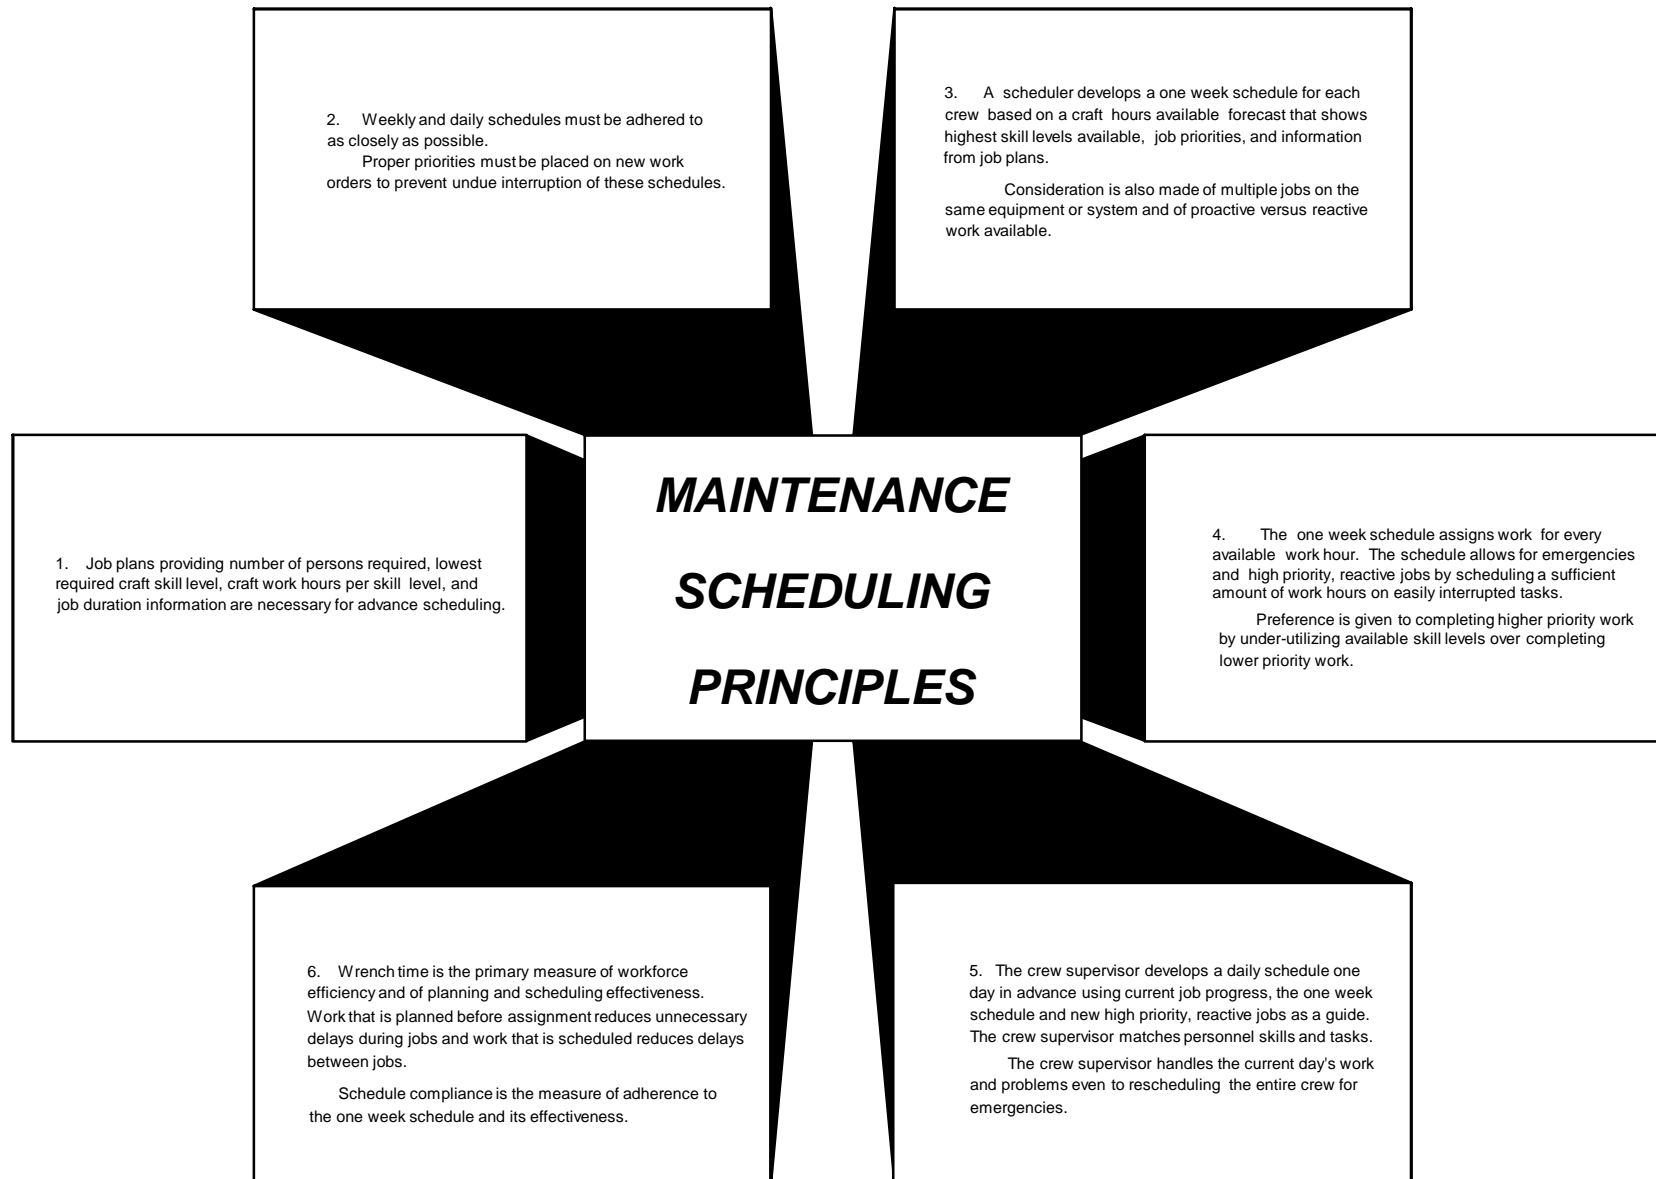 2. Weekly and daily schedules must be adhered to
as closely as possible.
Proper priorities must be placed on new work
orders to prevent undue interruption of these schedules.
3. A scheduler develops a one week schedule for each
crew based on a craft hours available forecast that shows
highest skill levels available, job priorities, and information
from job plans.
Consideration is also made of multiple jobs on the
same equipment or system and of proactive versus reactive
work available.
1. Job plans providing number of persons required, lowest
required craft skill level, craft work hours per skill level, and
job duration information are necessary for advance scheduling.
MAINTENANCE
SCHEDULING
PRINCIPLES
4. The one week schedule assigns work for every
available work hour. The schedule allows for emergencies
and high priority, reactive jobs by scheduling a sufficient
amount of work hours on easily interrupted tasks.
Preference is given to completing higher priority work
by under-utilizing available skill levels over completing
lower priority work.
6. Wrench time is the primary measure of workforce
efficiency and of planning and scheduling effectiveness.
Work that is planned before assignment reduces unnecessary
delays during jobs and work that is scheduled reduces delays
between jobs.
Schedule compliance is the measure of adherence to
the one week schedule and its effectiveness.
5. The crew supervisor develops a daily schedule one
day in advance using current job progress, the one week
schedule and new high priority, reactive jobs as a guide.
The crew supervisor matches personnel skills and tasks.
The crew supervisor handles the current day's work
and problems even to rescheduling the entire crew for
emergencies.